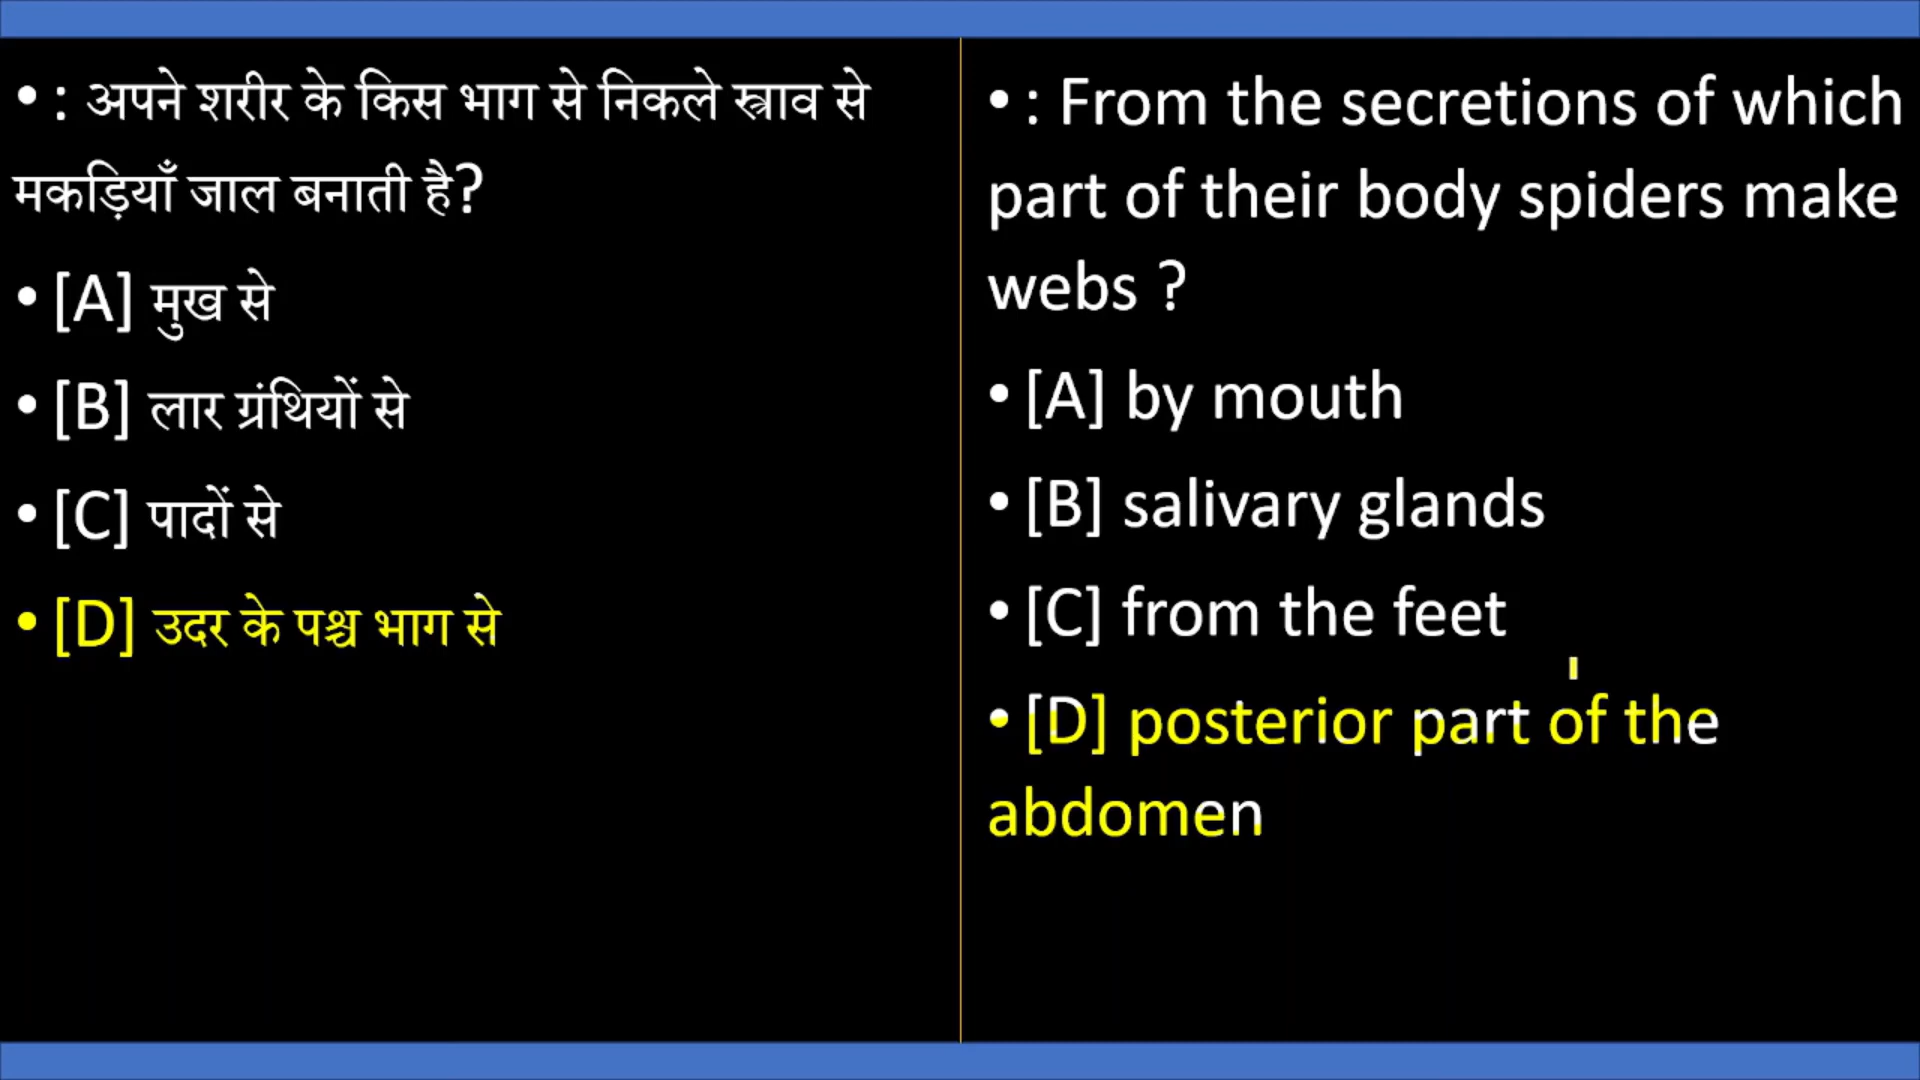 • : अपने शरीर के किस भाग से निकले स्त्राव से
मकड़ियाँ जाल बनाती है?
• [A] मुख से
• [B] लार ग्रंथियों से
• [C] पादों से
• [D] उदर के पश्च भाग से
• : From the secretions of which
part of their body spiders make
webs ?
• [A] by mouth
• [B] salivary glands
• [C] from the feet
• [D] posterior part of the
abdomen